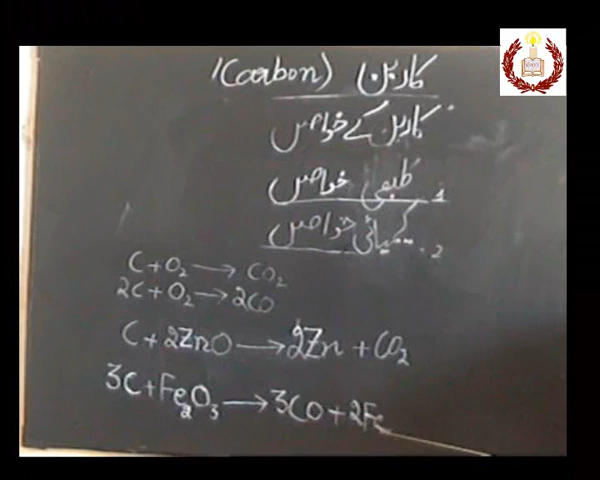 کاربن (Carbon)
کاربن کے خواص
1. طبعی خواص
2. کیمیائی خواص
C + O₂ → CO₂
2C + O₂ → 2CO
C + 2ZnO → 2Zn + CO₂
3C + Fe₂O₃ → 3CO + 2Fe